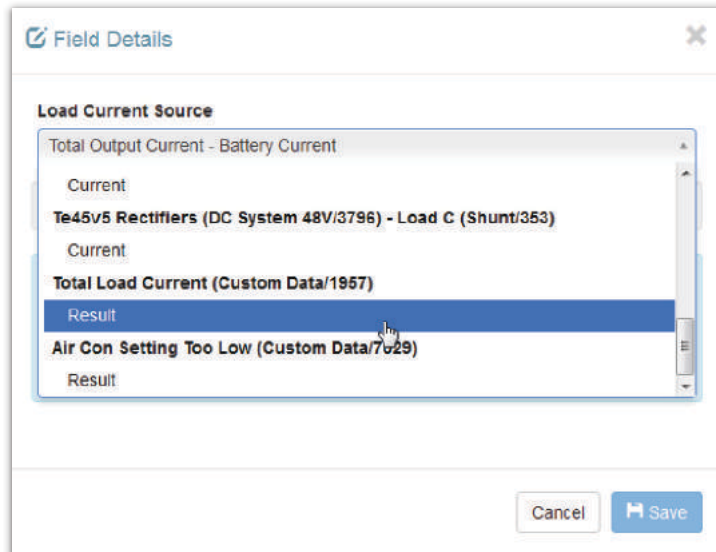 Field Details
Load Current Source
Total Output Current - Battery Current
Current
Te45v5 Rectifiers (DC System 48V/3796) - Load C (Shunt/353)
Current
Total Load Current (Custom Data/1957)
Result
Air Con Setting Too Low (Custom Data/7029)
Result
Cancel
Save